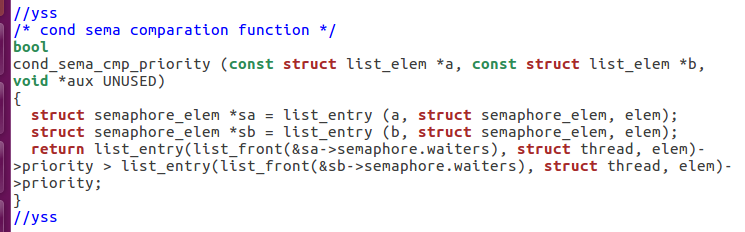 //yss
/* cond sema comparation function */
bool
cond_sema_cmp_priority (const struct list_elem *a, const struct list_elem *b,
void *aux UNUSED)
{
  struct semaphore_elem *sa = list_entry (a, struct semaphore_elem, elem);
  struct semaphore_elem *sb = list_entry (b, struct semaphore_elem, elem);
  return list_entry(list_front(&sa->semaphore.waiters), struct thread, elem)-
>priority > list_entry(list_front(&sb->semaphore.waiters), struct thread, elem)-
>priority;
}
//yss